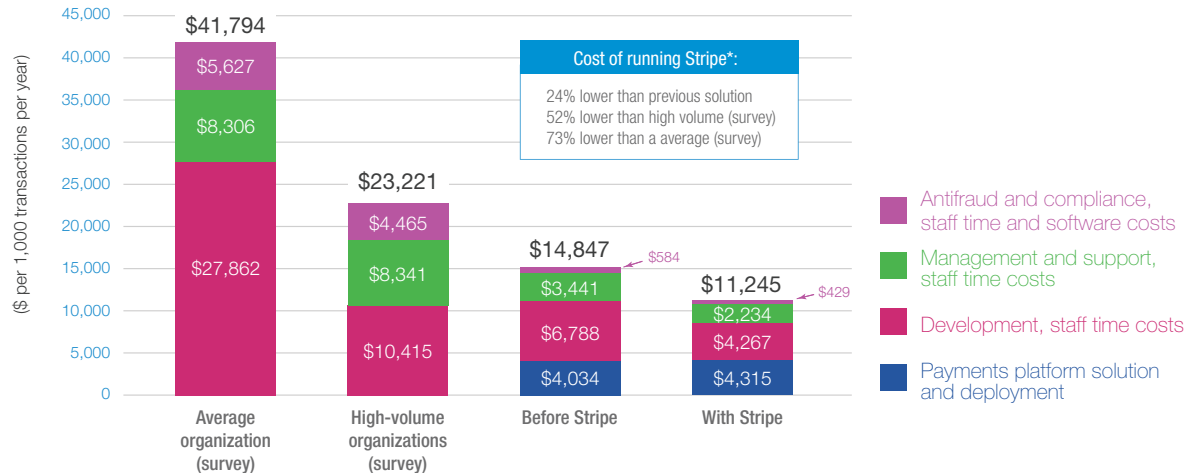 ($ per 1,000 transactions per year)
45,000
40,000
35,000
30,000
25,000
20,000
15,000
10,000
5,000
0
$41,794
$5,627
$8,306
$27,862
Average
organization
(survey)
$23,221
$4,465
$8,341
$10,415
High-volume
organizations
(survey)
$14,847
$584
$3,441
$6,788
$4,034
Before Stripe
$11,245
$429
$2,234
$4,267
$4,315
With Stripe
Cost of running Stripe*:
24% lower than previous solution
52% lower than high volume (survey)
73% lower than a average (survey)
Antifraud and compliance,
staff time and software costs
Management and support,
staff time costs
Development, staff time costs
Payments platform solution
and deployment